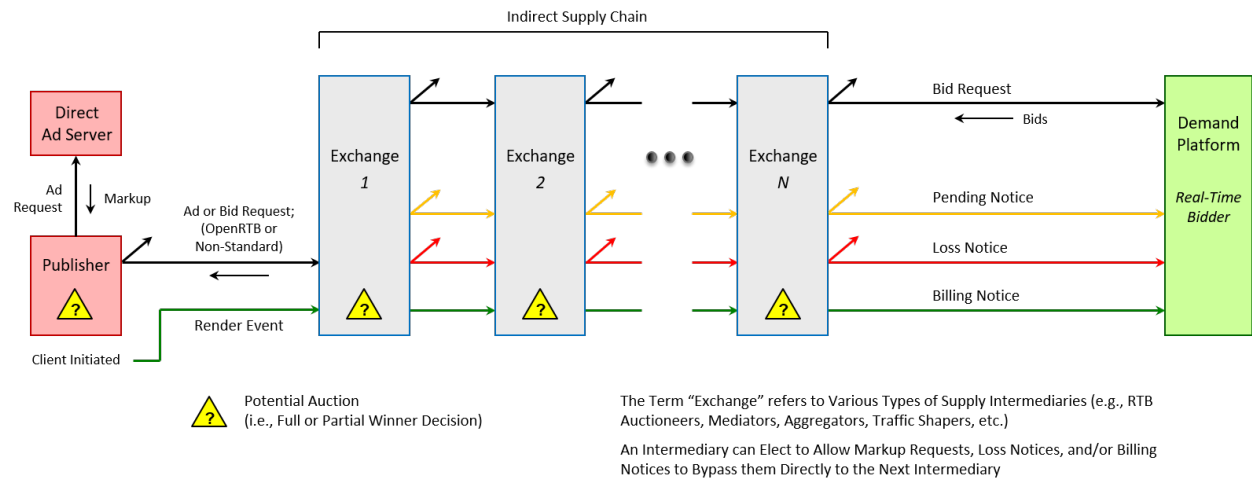 Indirect Supply Chain
Direct
Ad Server
Ad
Request
Markup
Publisher
?
Ad or Bid Request;
(OpenRTB or
Non-Standard)
Render Event
Client Initiated
Exchange
1
?
Exchange
2
?
Exchange
N
?
Bid Request
Bids
Pending Notice
Loss Notice
Billing Notice
Demand
Platform
Real-Time
Bidder
?
Potential Auction
(i.e., Full or Partial Winner Decision)
The Term “Exchange” refers to Various Types of Supply Intermediaries (e.g., RTB
Auctioneers, Mediators, Aggregators, Traffic Shapers, etc.)
An Intermediary can Elect to Allow Markup Requests, Loss Notices, and/or Billing
Notices to Bypass them Directly to the Next Intermediary